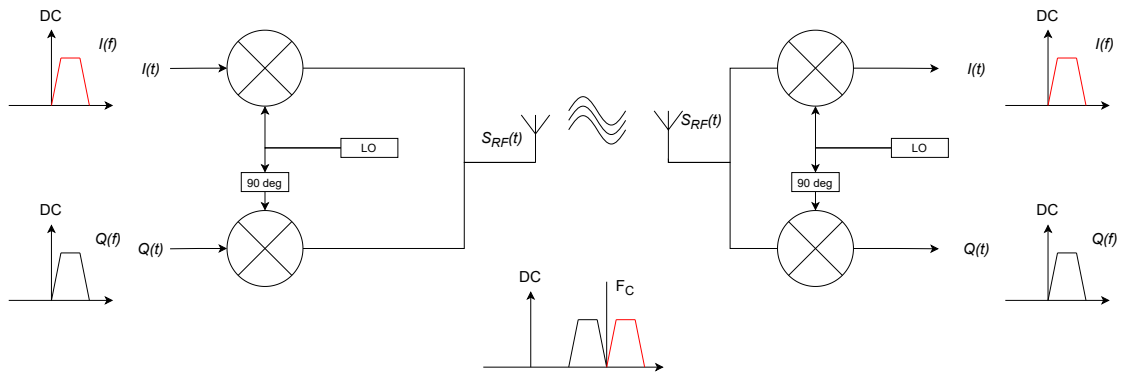 DC
I(f)
I(t)
LO
S_RF(t)
90 deg
DC
Q(f)
Q(t)
DC
F_C
S_RF(t)
LO
90 deg
DC
I(f)
I(t)
DC
Q(f)
Q(t)